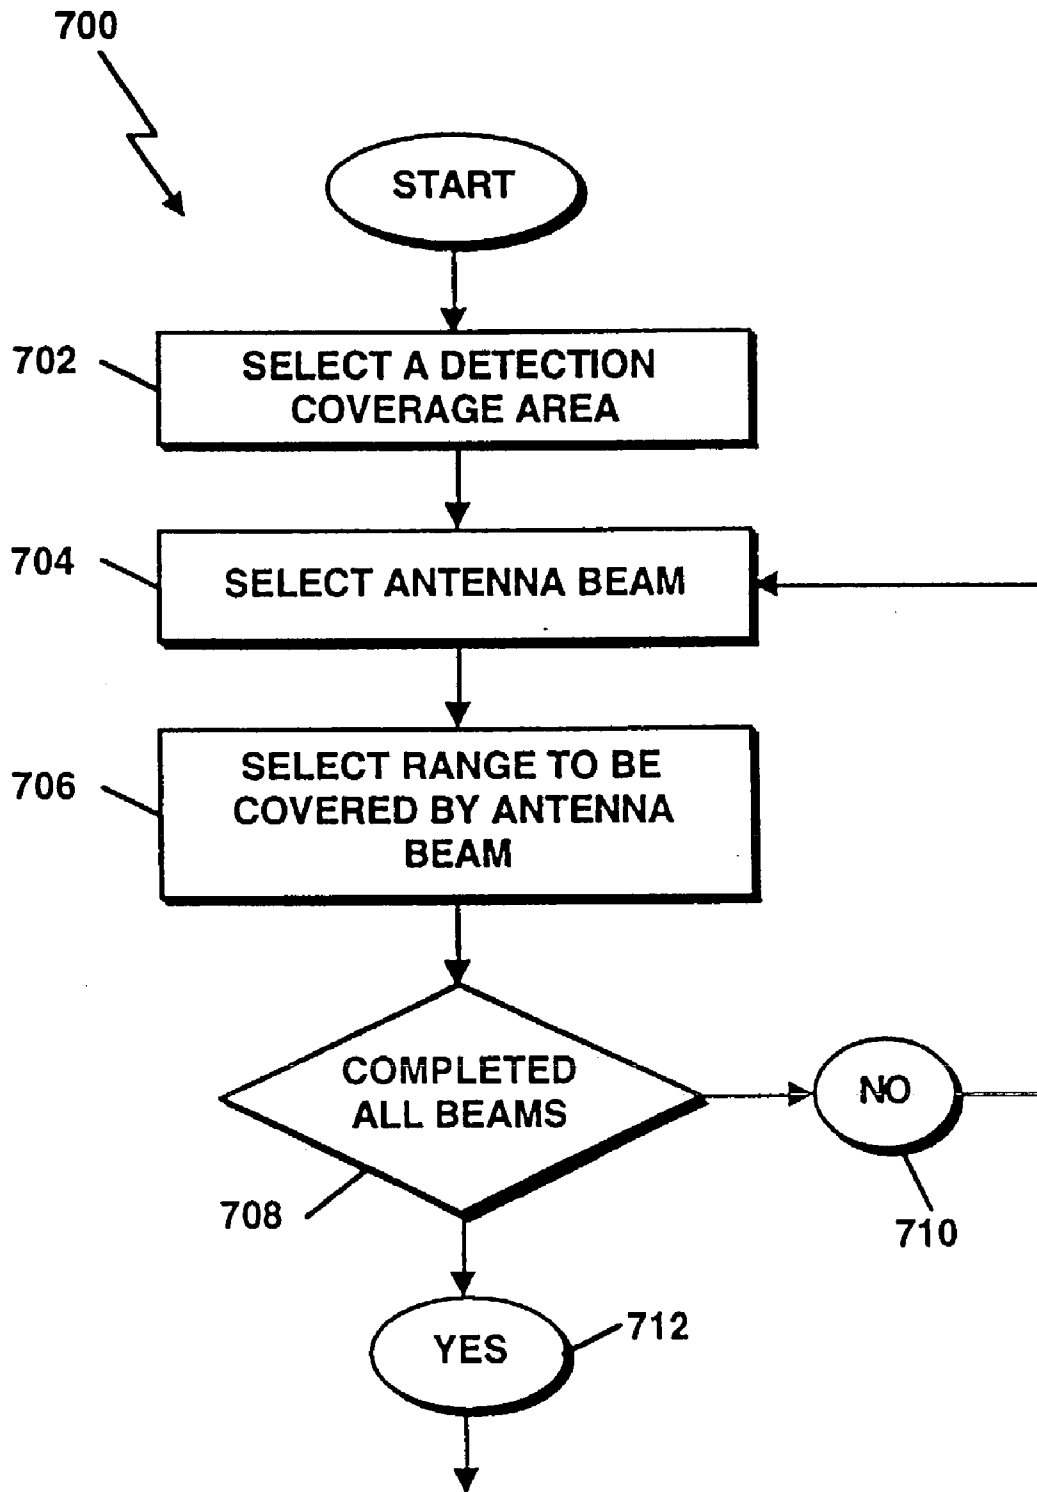 700
START
702
SELECT A DETECTION
COVERAGE AREA
704
SELECT ANTENNA BEAM
706
SELECT RANGE TO BE
COVERED BY ANTENNA
BEAM
COMPLETED
ALL BEAMS
708
NO
710
YES
712